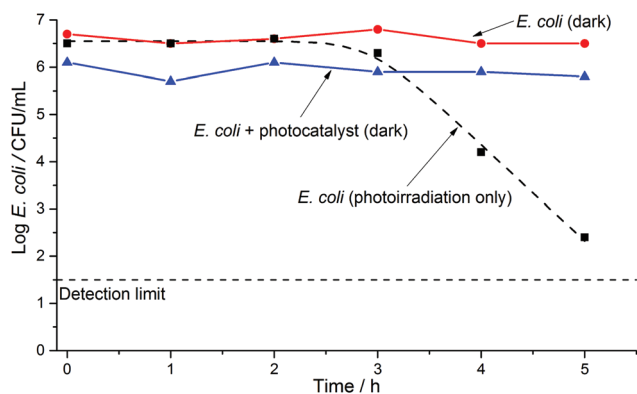 E. coli (dark)
E. coli + photocatalyst (dark)
E. coli (photoirradiation only)
Detection limit
Log E. coli / CFU/mL
7
6
5
4
3
2
1
0
0 1 2 3 4 5
Time / h